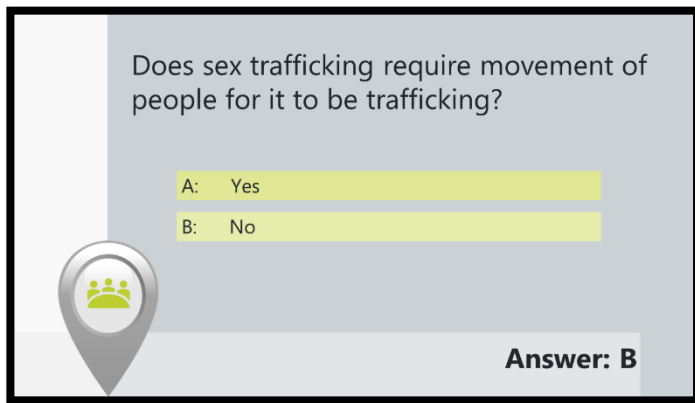 Does sex trafficking require movement of
people for it to be trafficking?
A: Yes
B: No
Answer: B